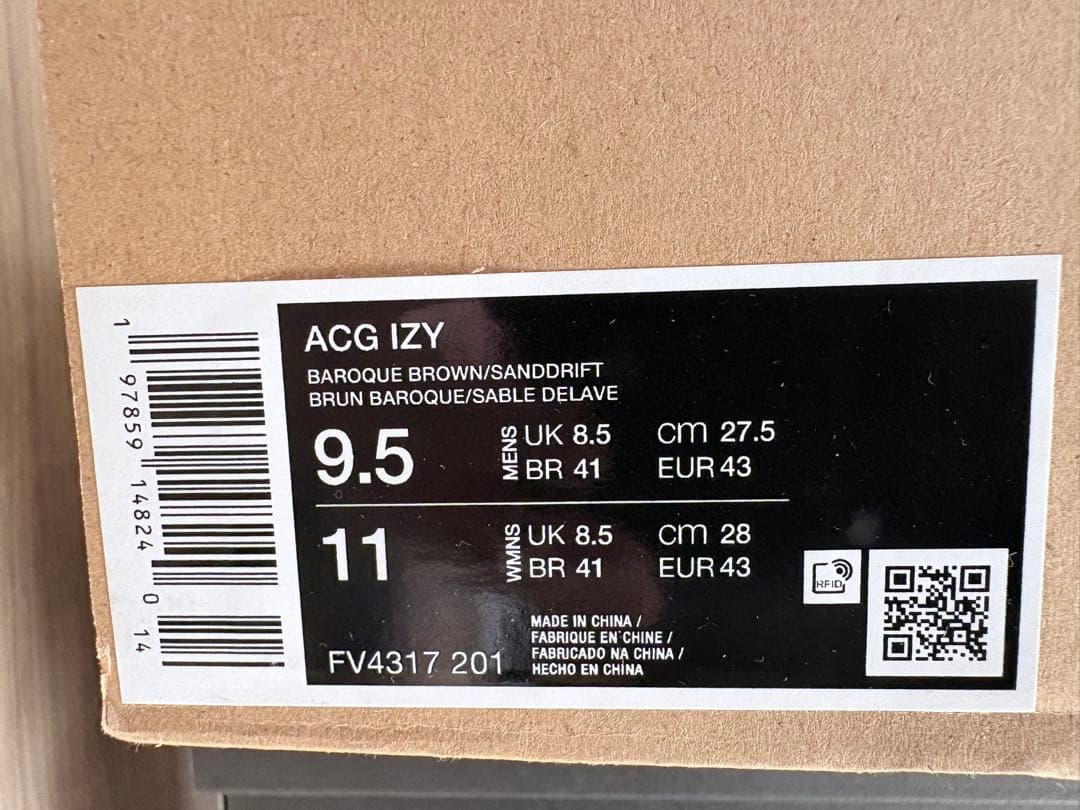 ACG IZY
BAROQUE BROWN/SANDDRIFT
BRUN BAROQUE/SABLE DELAVE
9.5 MENS UK 8.5 cm 27.5
BR 41 EUR 43
11 WMNS UK 8.5 cm 28
BR 41 EUR 43
RFID
MADE IN CHINA /
FABRIQUE EN CHINE /
FABRICADO NA CHINA /
HECHO EN CHINA
FV4317 201
1 97859 14824 0 14